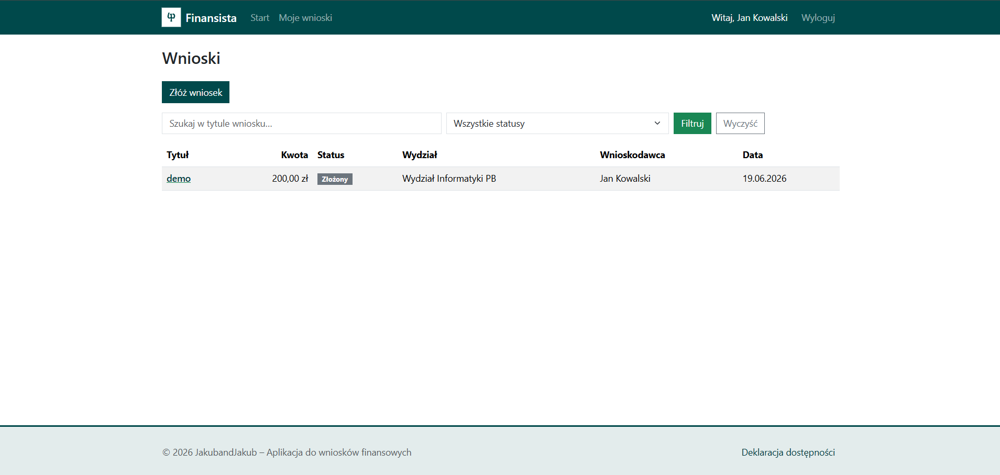 Finansista Start Moje wnioski Witaj, Jan Kowalski Wyloguj
Wnioski
Złóż wniosek
Szukaj w tytule wniosku... Wszystkie statusy Filtruj Wyczyść
Tytuł Kwota Status Wydział Wnioskodawca Data
demo 200,00 zł Złożony Wydział Informatyki PB Jan Kowalski 19.06.2026
© 2026 JakubandJakub – Aplikacja do wniosków finansowych Deklaracja dostępności